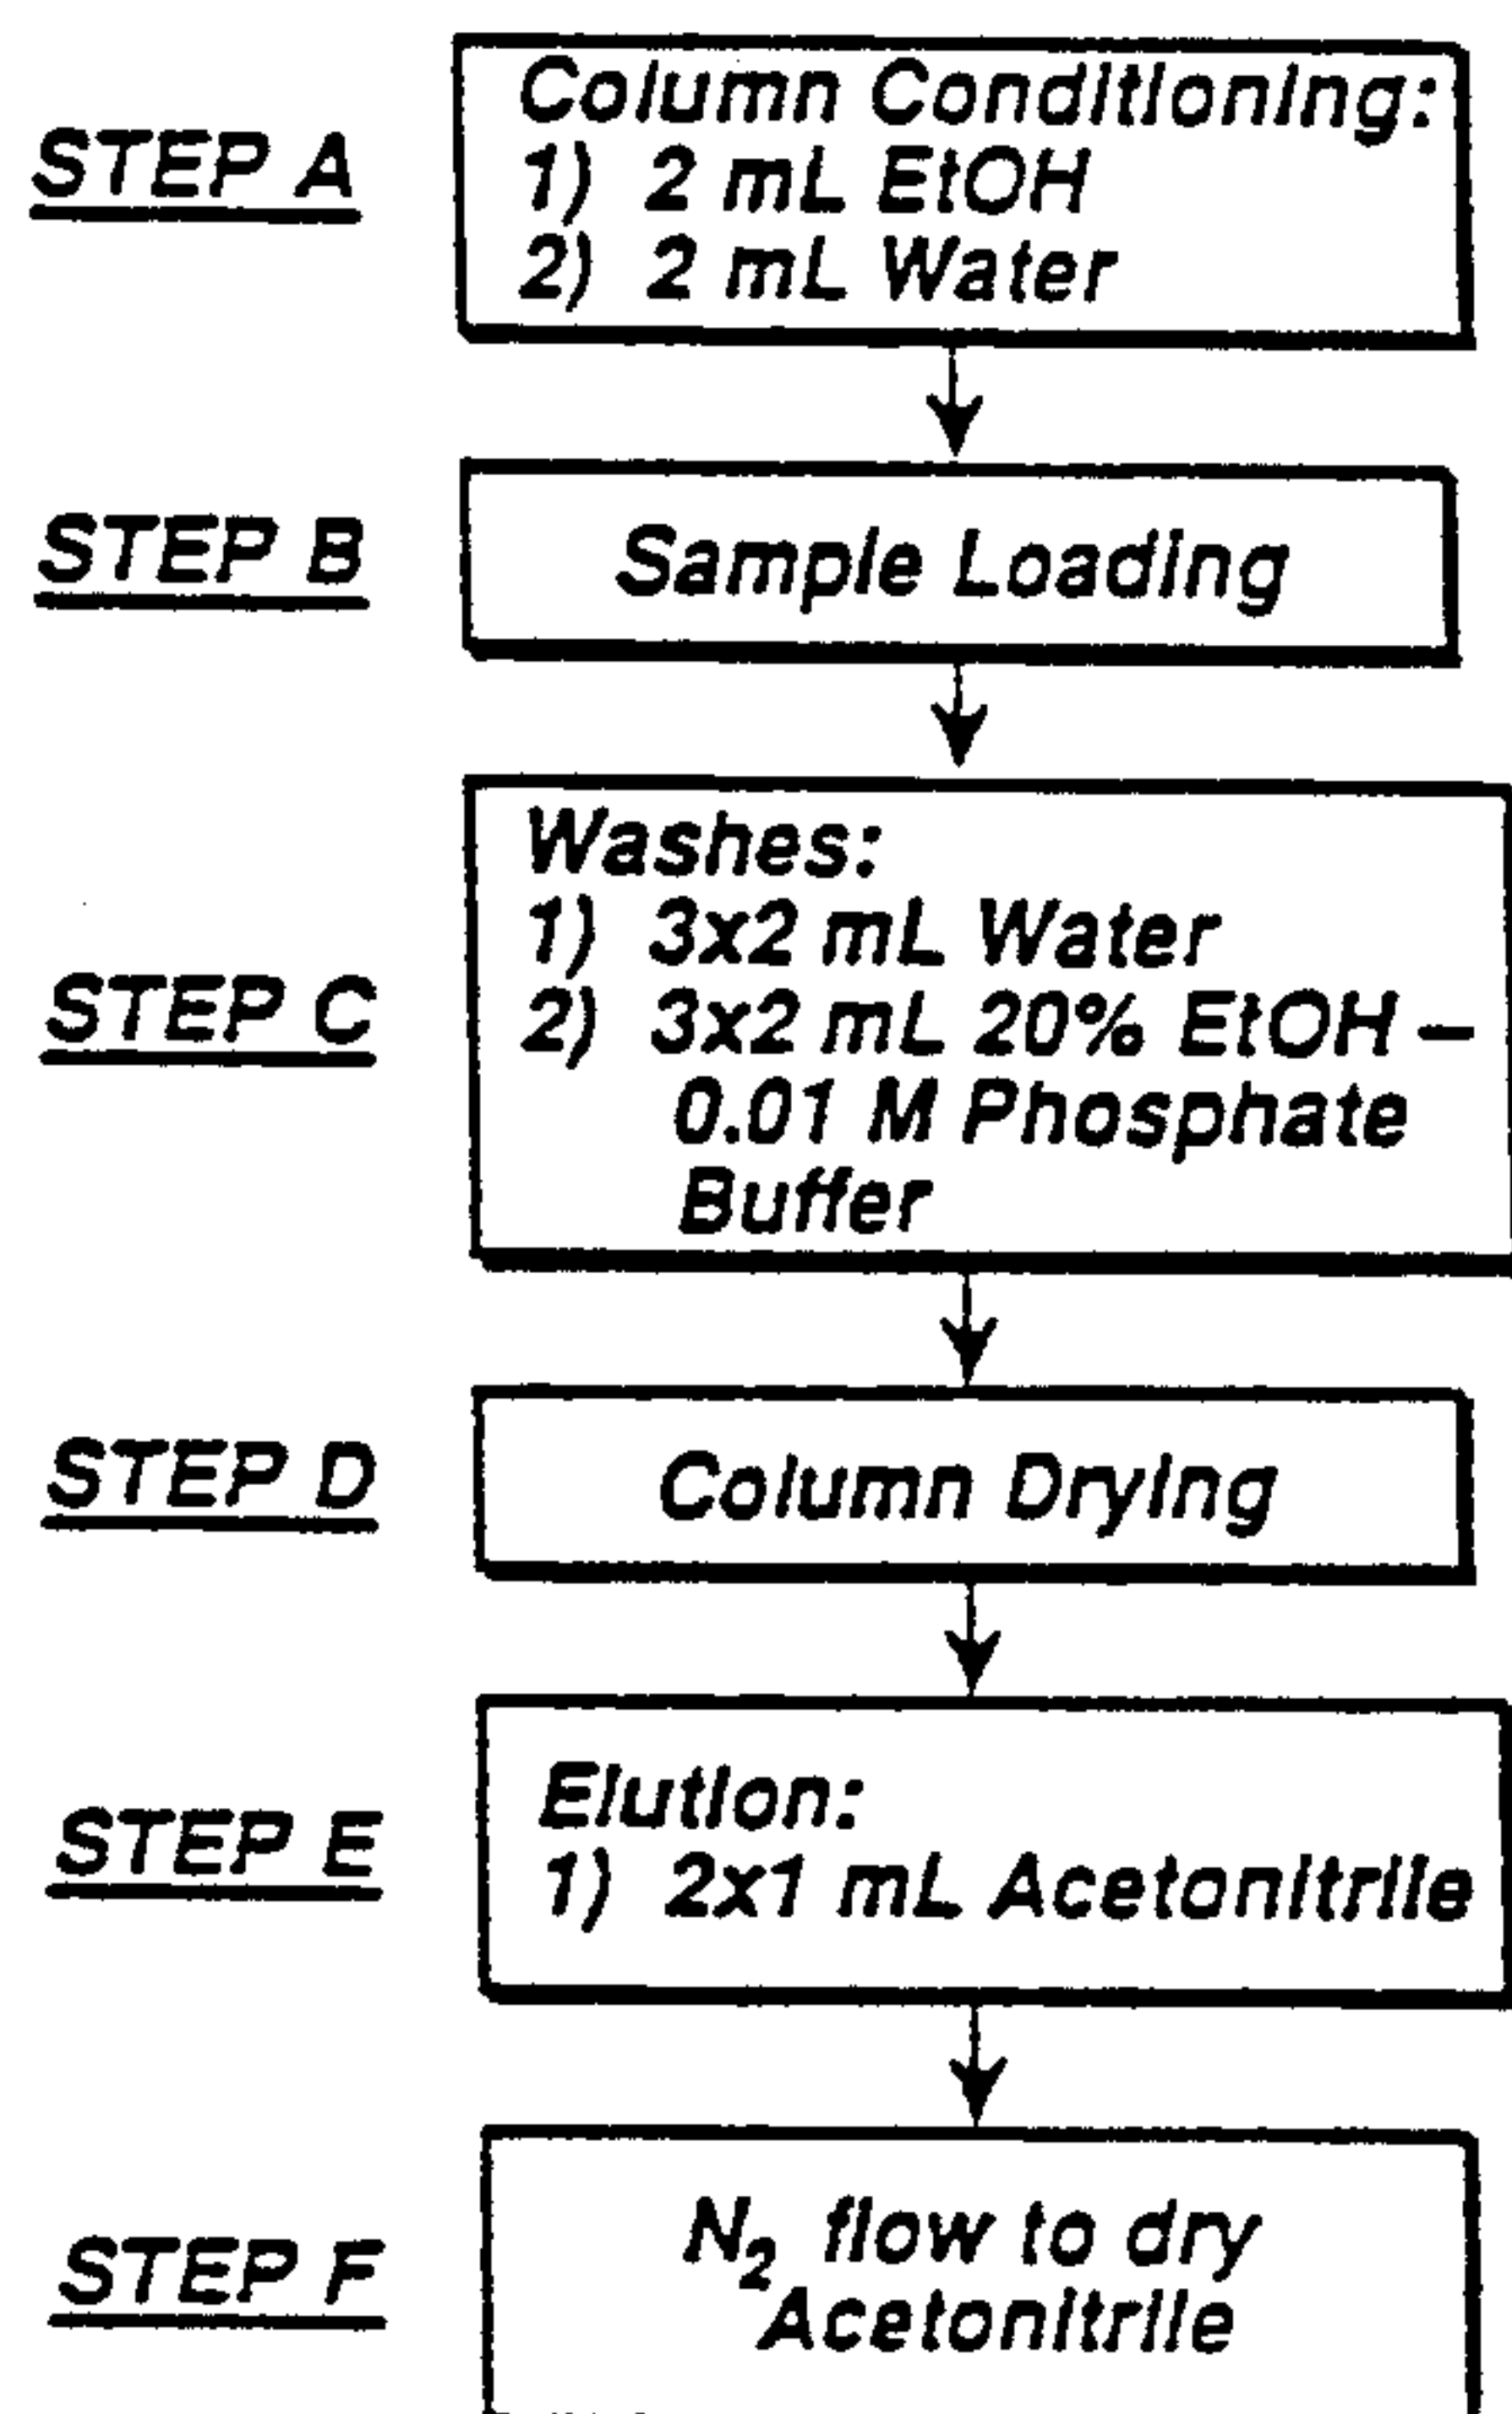 STEP A
Column Conditioning:
1) 2 mL EtOH
2) 2 mL Water
STEP B
Sample Loading
STEP C
Washes:
1) 3x2 mL Water
2) 3x2 mL 20% EtOH –
0.01 M Phosphate
Buffer
STEP D
Column Drying
STEP E
Elution:
1) 2x1 mL Acetonitrile
STEP F
N₂ flow to dry
Acetonitrile